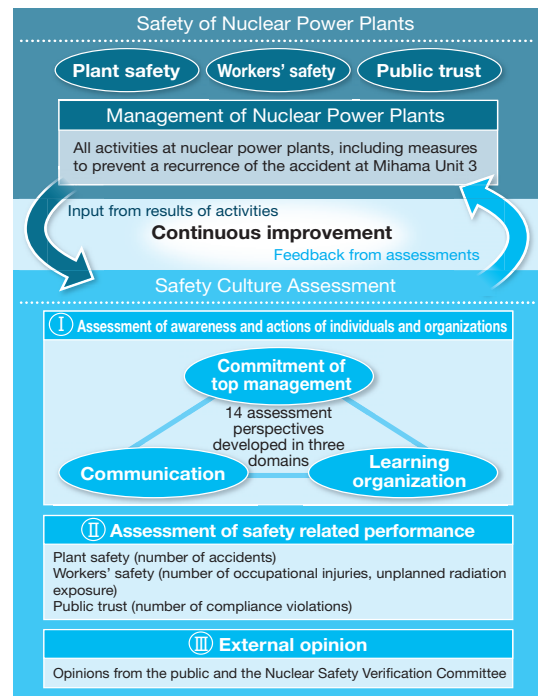 Safety of Nuclear Power Plants
Plant safety
Workers' safety
Public trust
Management of Nuclear Power Plants
All activities at nuclear power plants, including measures
to prevent a recurrence of the accident at Mihama Unit 3
Input from results of activities
Continuous improvement
Feedback from assessments
Safety Culture Assessment
Ⅰ Assessment of awareness and actions of individuals and organizations
Commitment of
top management
14 assessment
perspectives
developed in three
domains
Communication
Learning
organization
Ⅱ Assessment of safety related performance
Plant safety (number of accidents)
Workers' safety (number of occupational injuries, unplanned radiation
exposure)
Public trust (number of compliance violations)
Ⅲ External opinion
Opinions from the public and the Nuclear Safety Verification Committee